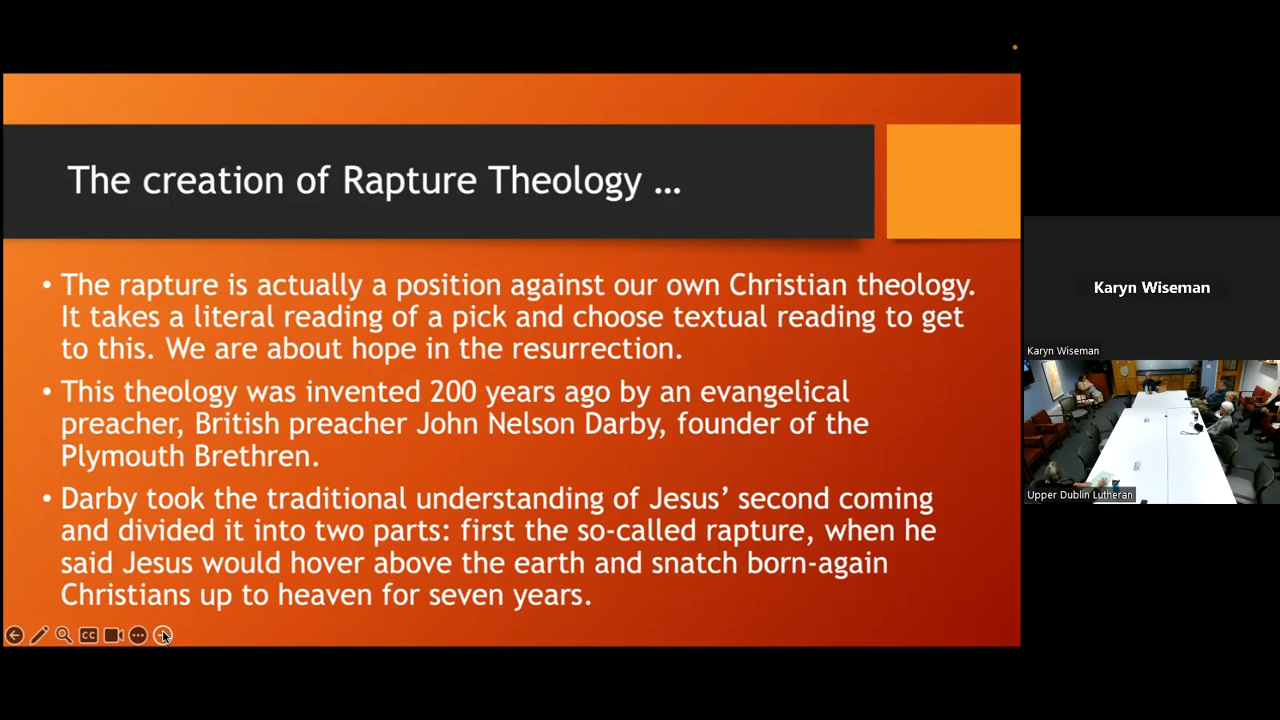 The creation of Rapture Theology …
• The rapture is actually a position against our own Christian theology.
It takes a literal reading of a pick and choose textual reading to get
to this. We are about hope in the resurrection.
• This theology was invented 200 years ago by an evangelical
preacher, British preacher John Nelson Darby, founder of the
Plymouth Brethren.
• Darby took the traditional understanding of Jesus’ second coming
and divided it into two parts: first the so-called rapture, when he
said Jesus would hover above the earth and snatch born-again
Christians up to heaven for seven years.
CC
Karyn Wiseman
Karyn Wiseman
Upper Dublin Lutheran